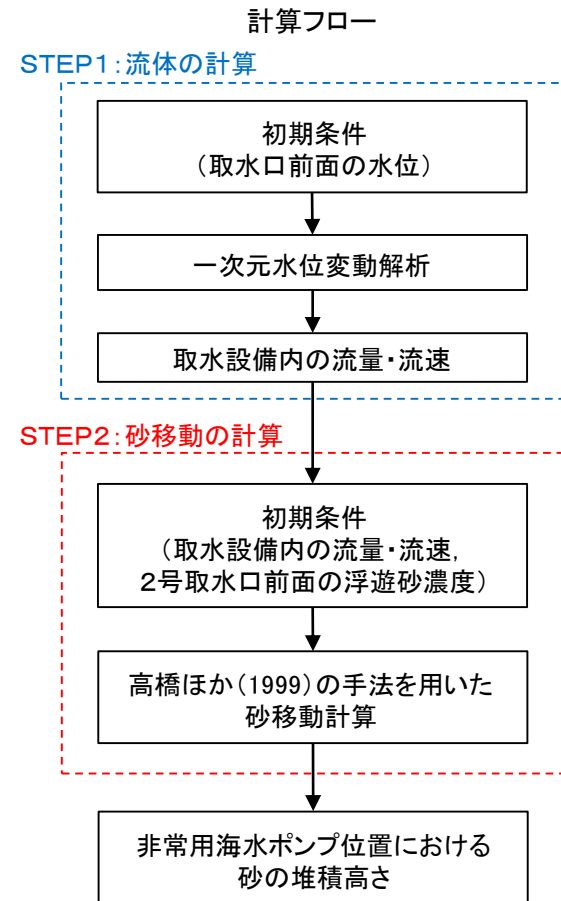 計算フロー
STEP1:流体の計算
初期条件
(取水口前面の水位)
一次元水位変動解析
取水設備内の流量・流速
STEP2:砂移動の計算
初期条件
(取水設備内の流量・流速,
2号取水口前面の浮遊砂濃度)
高橋ほか(1999)の手法を用いた
砂移動計算
非常用海水ポンプ位置における
砂の堆積高さ